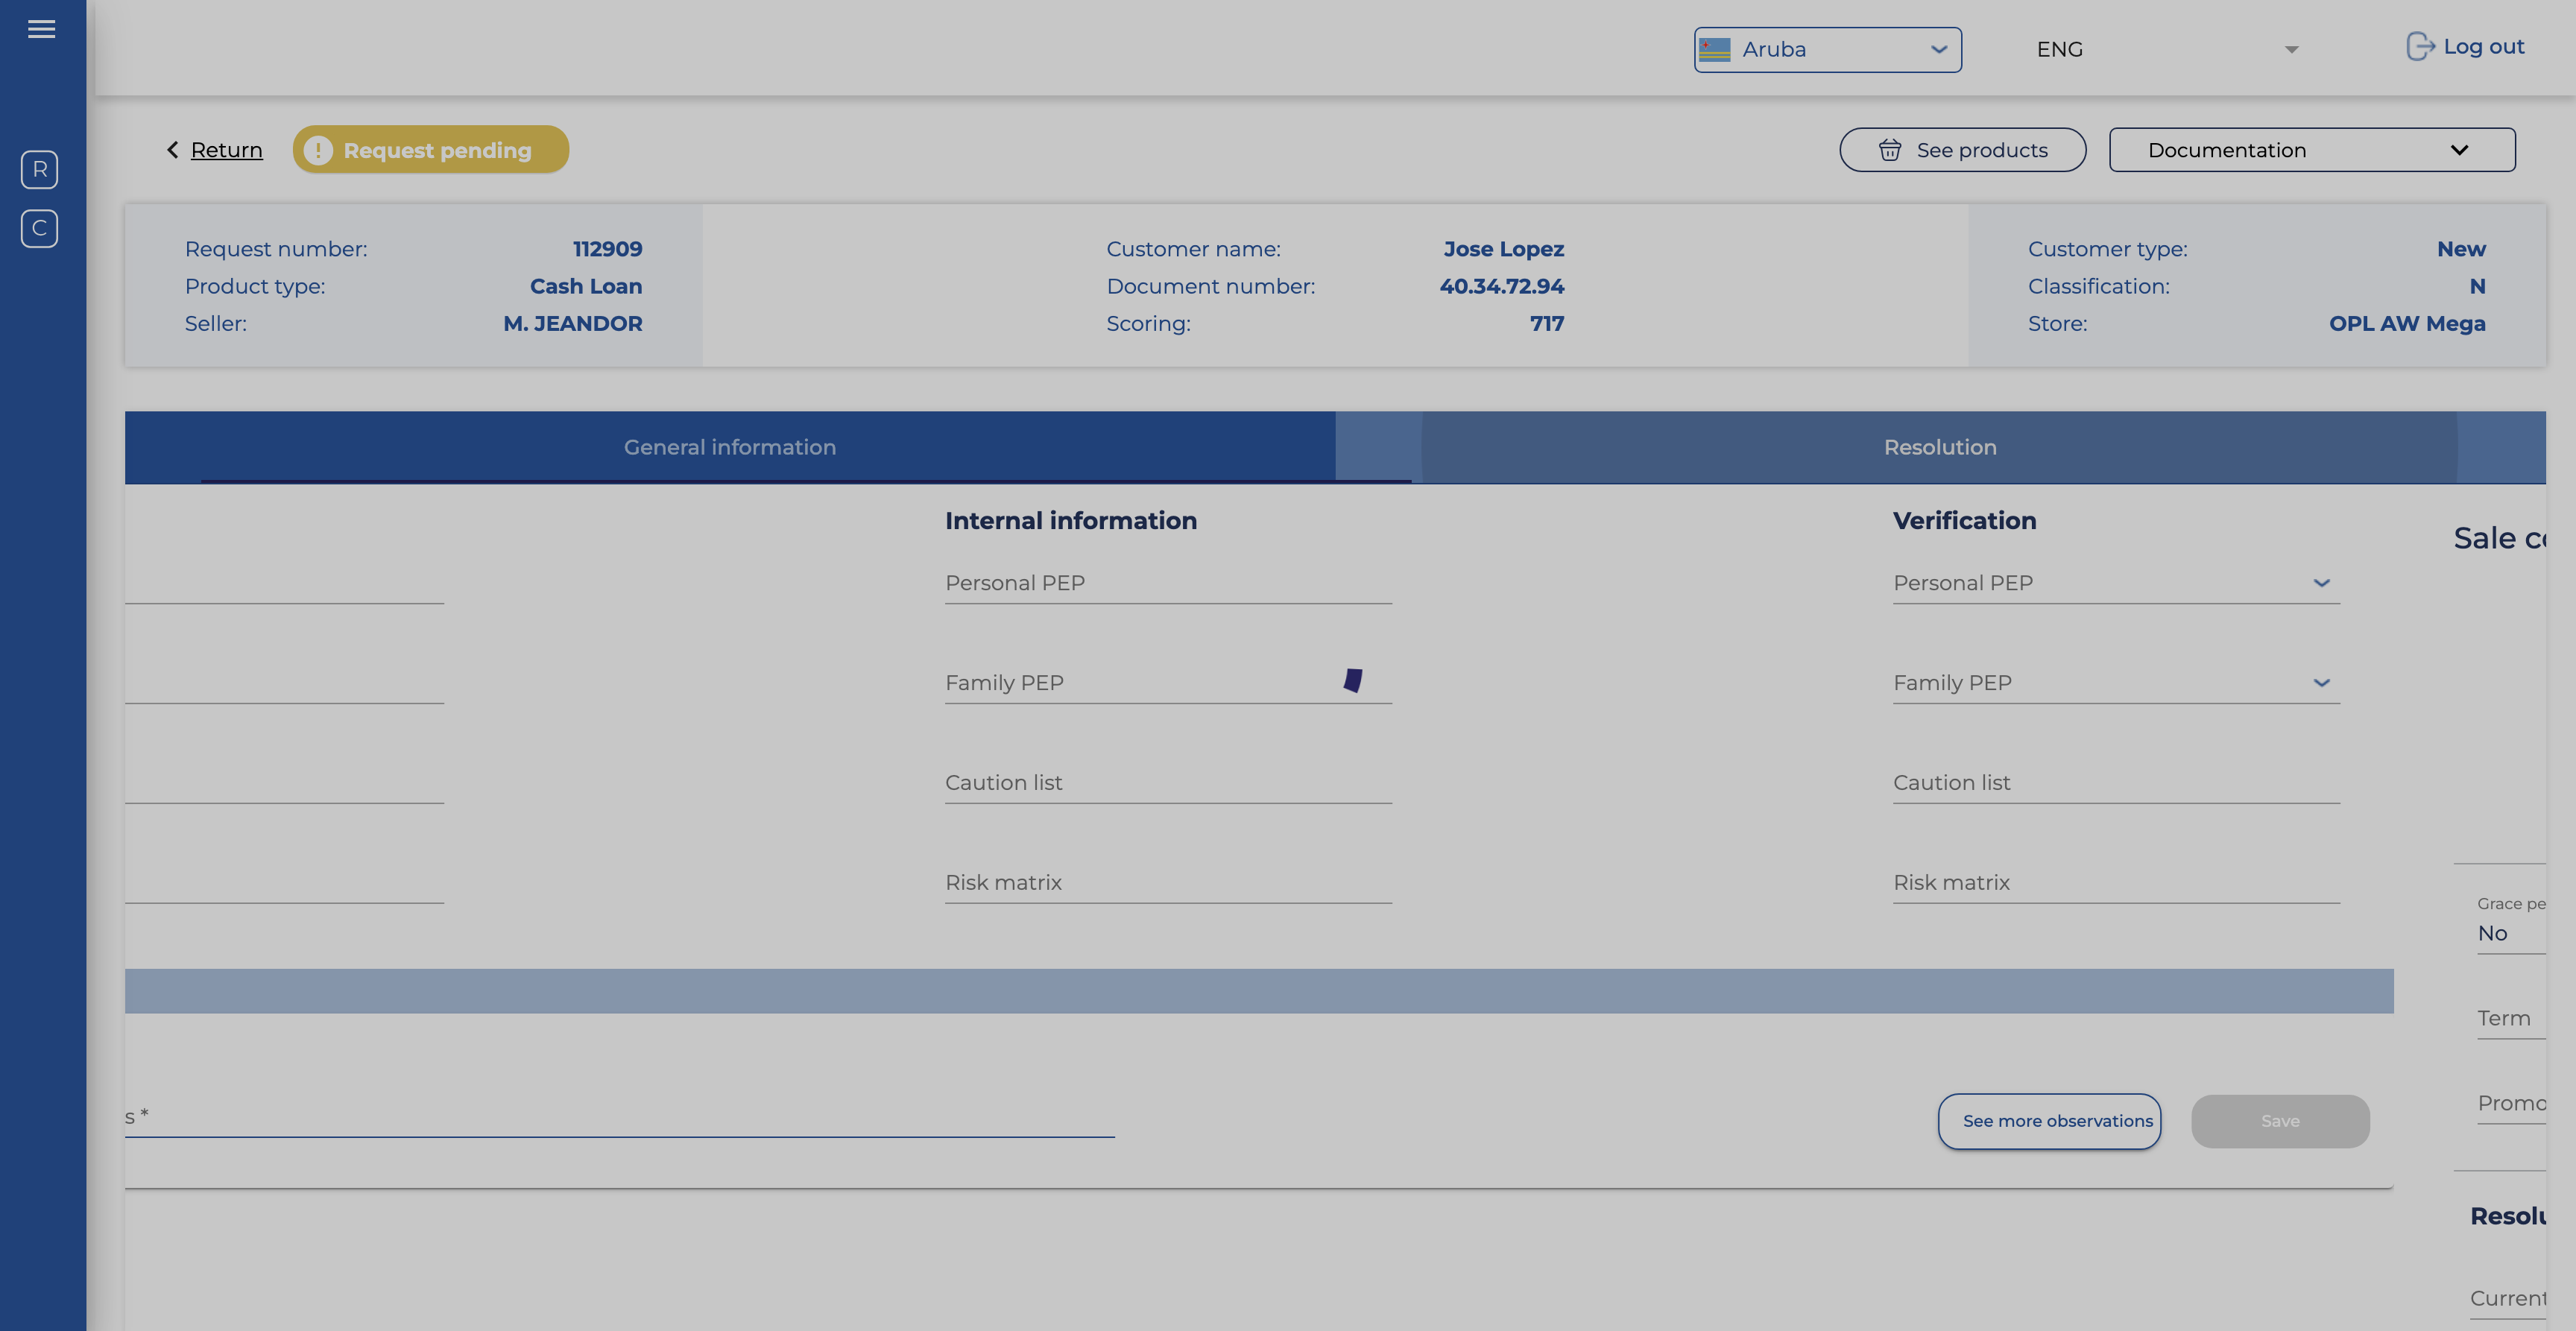 Aruba
ENG
Log out
R
C
Return
! Request pending
See products
Documentation
Request number: 112909
Product type: Cash Loan
Seller: M. JEANDOR
Customer name: Jose Lopez
Document number: 40.34.72.94
Scoring: 717
Customer type: New
Classification: N
Store: OPL AW Mega
General information
Resolution
Internal information
Personal PEP
Family PEP
Caution list
Risk matrix
Verification
Personal PEP
Family PEP
Caution list
Risk matrix
s *
See more observations
Save
Sale
Grace pe
No
Term
Promo
Resolu
Current